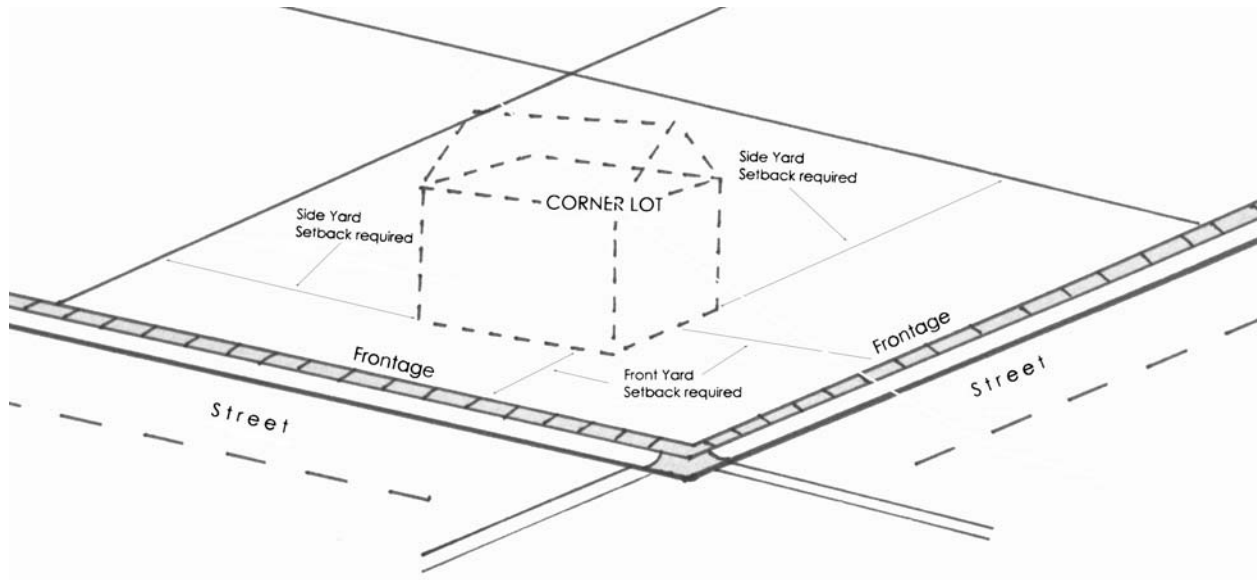 Side Yard
Setback required
CORNER LOT
Side Yard
Setback required
Frontage
Frontage
Front Yard
Setback required
Street
Street